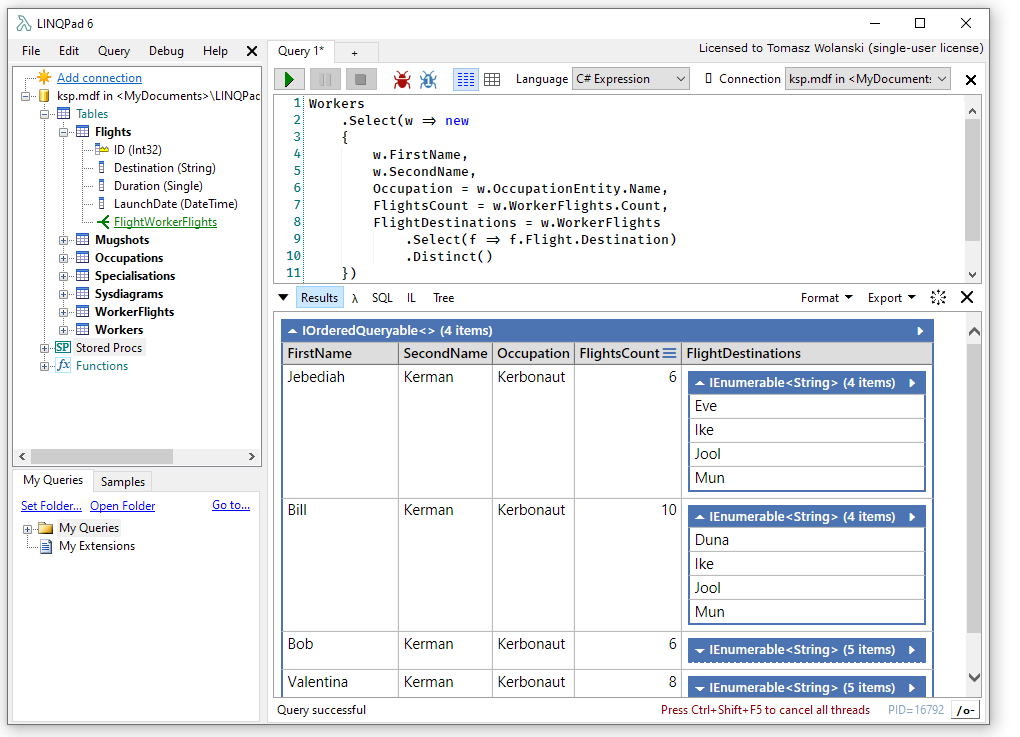 LINQPad 6
File Edit Query Debug Help
Add connection
ksp.mdf in <MyDocuments>\LINQPac
Tables
Flights
ID (Int32)
Destination (String)
Duration (Single)
LaunchDate (DateTime)
FlightWorkerFlights
Mugshots
Occupations
Specialisations
Sysdiagrams
WorkerFlights
Workers
SP Stored Procs
fx Functions
My Queries Samples
Set Folder... Open Folder Go to...
My Queries
My Extensions
Query 1* +
Licensed to Tomasz Wolanski (single-user license)
Language C# Expression Connection ksp.mdf in <MyDocuments
1 Workers
2 .Select(w => new
3 {
4 w.FirstName,
5 w.SecondName,
6 Occupation = w.OccupationEntity.Name,
7 FlightsCount = w.WorkerFlights.Count,
8 FlightDestinations = w.WorkerFlights
9 .Select(f => f.Flight.Destination)
10 .Distinct()
11 })
Results λ SQL IL Tree Format Export
IOrderedQueryable<> (4 items)
FirstName SecondName Occupation FlightsCount FlightDestinations
Jebediah Kerman Kerbonaut 6 IEnumerable<String> (4 items)
Eve
Ike
Jool
Mun
Bill Kerman Kerbonaut 10 IEnumerable<String> (4 items)
Duna
Ike
Jool
Mun
Bob Kerman Kerbonaut 6 IEnumerable<String> (5 items)
Valentina Kerman Kerbonaut 8 IEnumerable<String> (5 items)
Query successful Press Ctrl+Shift+F5 to cancel all threads PID=16792 /o-